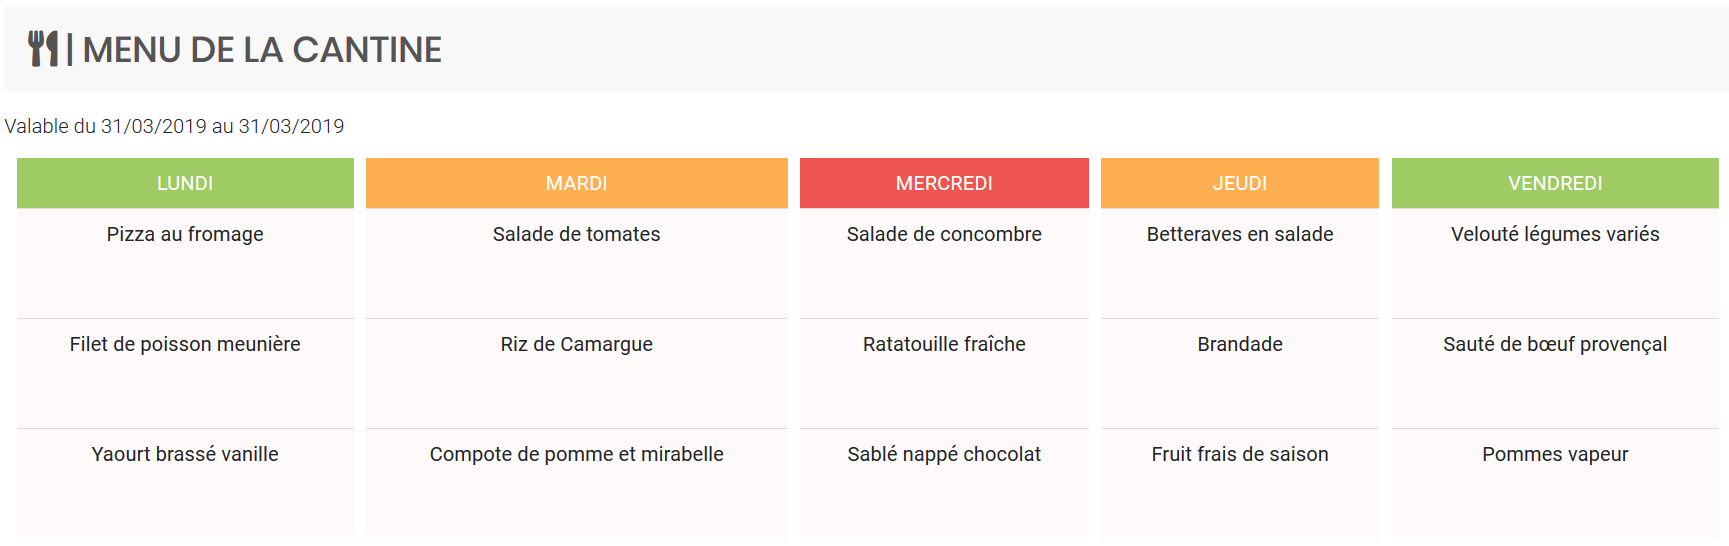 | MENU DE LA CANTINE
Valable du 31/03/2019 au 31/03/2019
LUNDI MARDI MERCREDI JEUDI VENDREDI
Pizza au fromage Salade de tomates Salade de concombre Betteraves en salade Velouté légumes variés
Filet de poisson meunière Riz de Camargue Ratatouille fraîche Brandade Sauté de bœuf provençal
Yaourt brassé vanille Compote de pomme et mirabelle Sablé nappé chocolat Fruit frais de saison Pommes vapeur